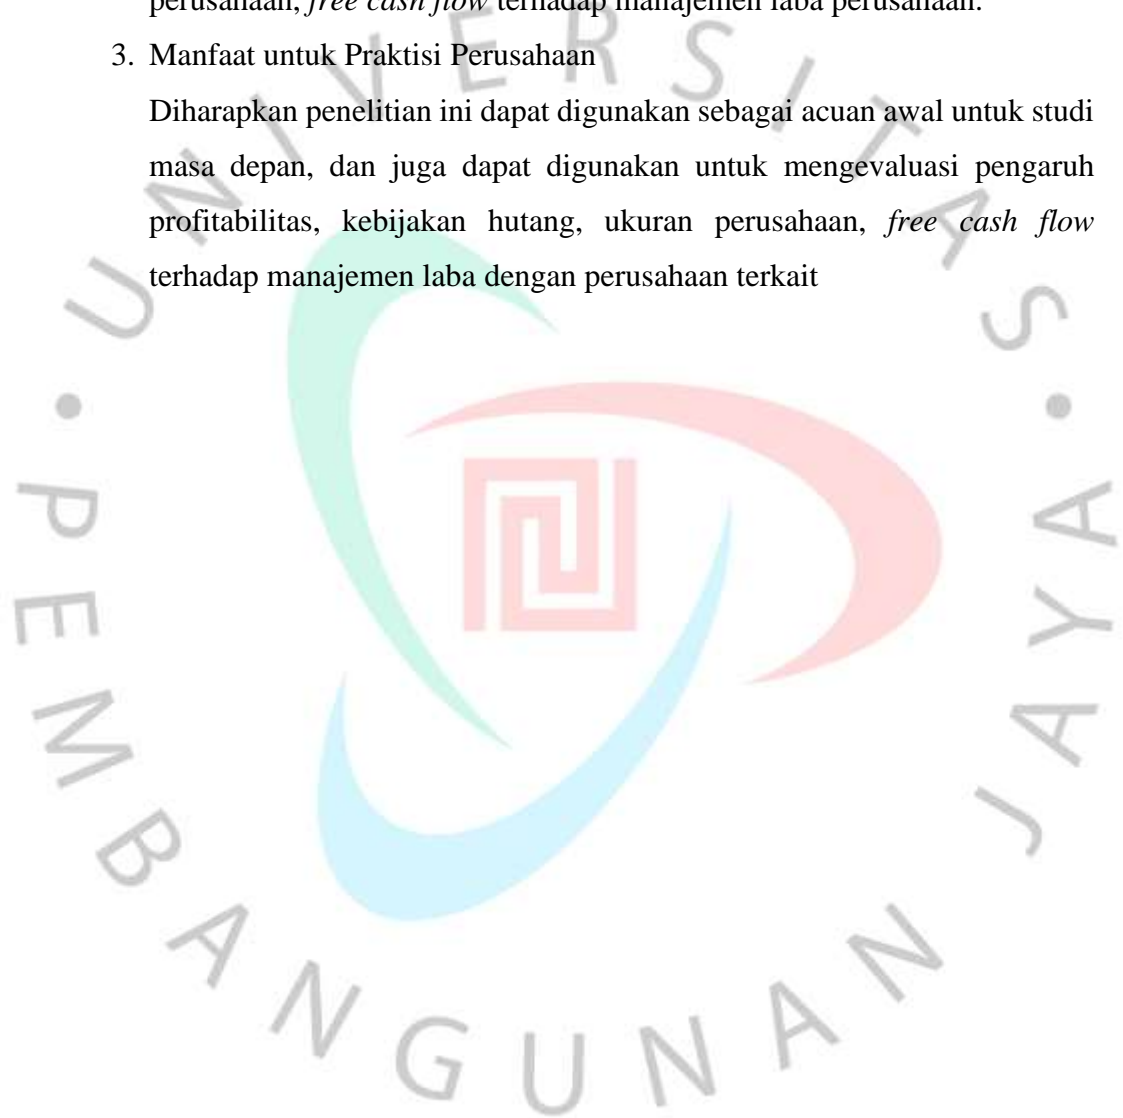 perusahaan, free cash flow terhadap manajemen laba perusahaan.
3. Manfaat untuk Praktisi Perusahaan
Diharapkan penelitian ini dapat digunakan sebagai acuan awal untuk studi
masa depan, dan juga dapat digunakan untuk mengevaluasi pengaruh
profitabilitas, kebijakan hutang, ukuran perusahaan, free cash flow
terhadap manajemen laba dengan perusahaan terkait
UNIVERSITAS • PEMBANGUNAN JAYA •